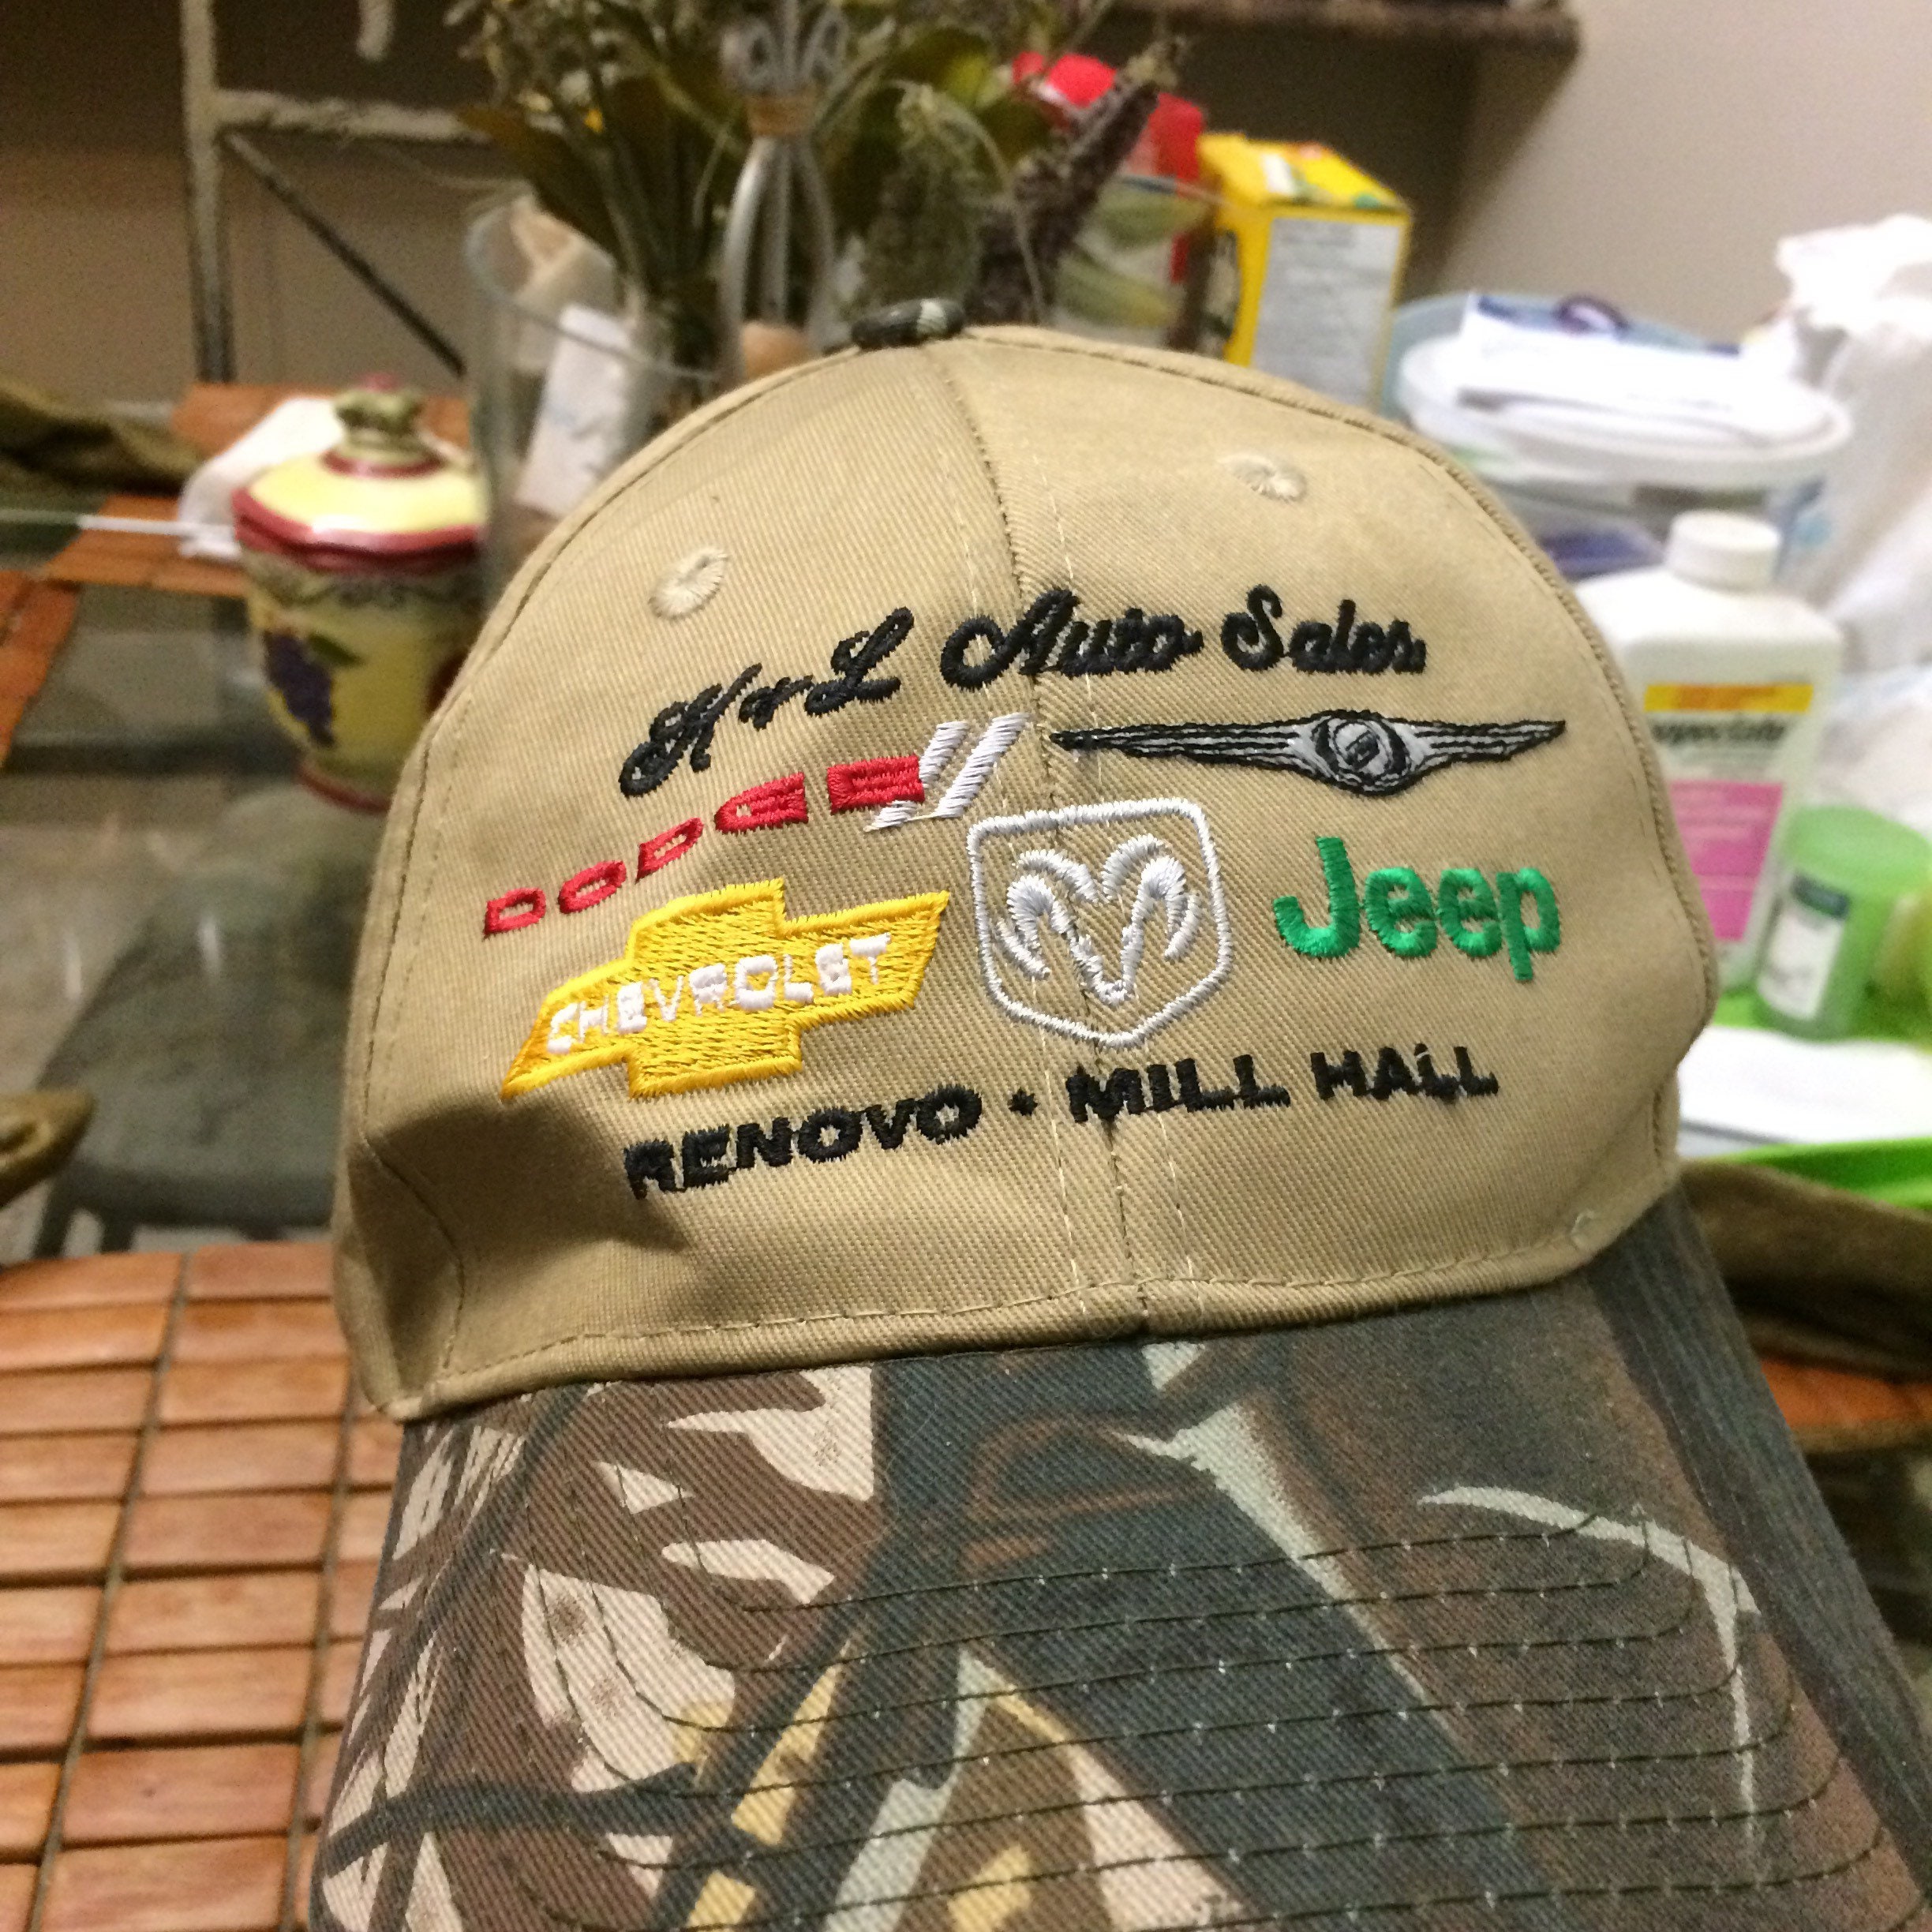 H & L Auto Sales
DODGE
CHEVROLET
Jeep
RENOVO • MILL HALL